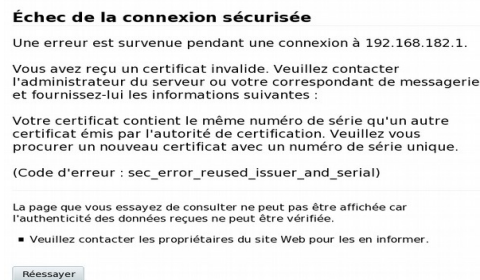 Échec de la connexion sécurisée
Une erreur est survenue pendant une connexion à 192.168.182.1.
Vous avez reçu un certificat invalide. Veuillez contacter
l'administrateur du serveur ou votre correspondant de messagerie
et fournissez-lui les informations suivantes :
Votre certificat contient le même numéro de série qu'un autre
certificat émis par l'autorité de certification. Veuillez vous
procurer un nouveau certificat avec un numéro de série unique.
(Code d'erreur : sec_error_reused_issuer_and_serial)
La page que vous essayez de consulter ne peut pas être affichée car
l'authenticité des données reçues ne peut être vérifiée.
▪ Veuillez contacter les propriétaires du site Web pour les en informer.
Réessayer